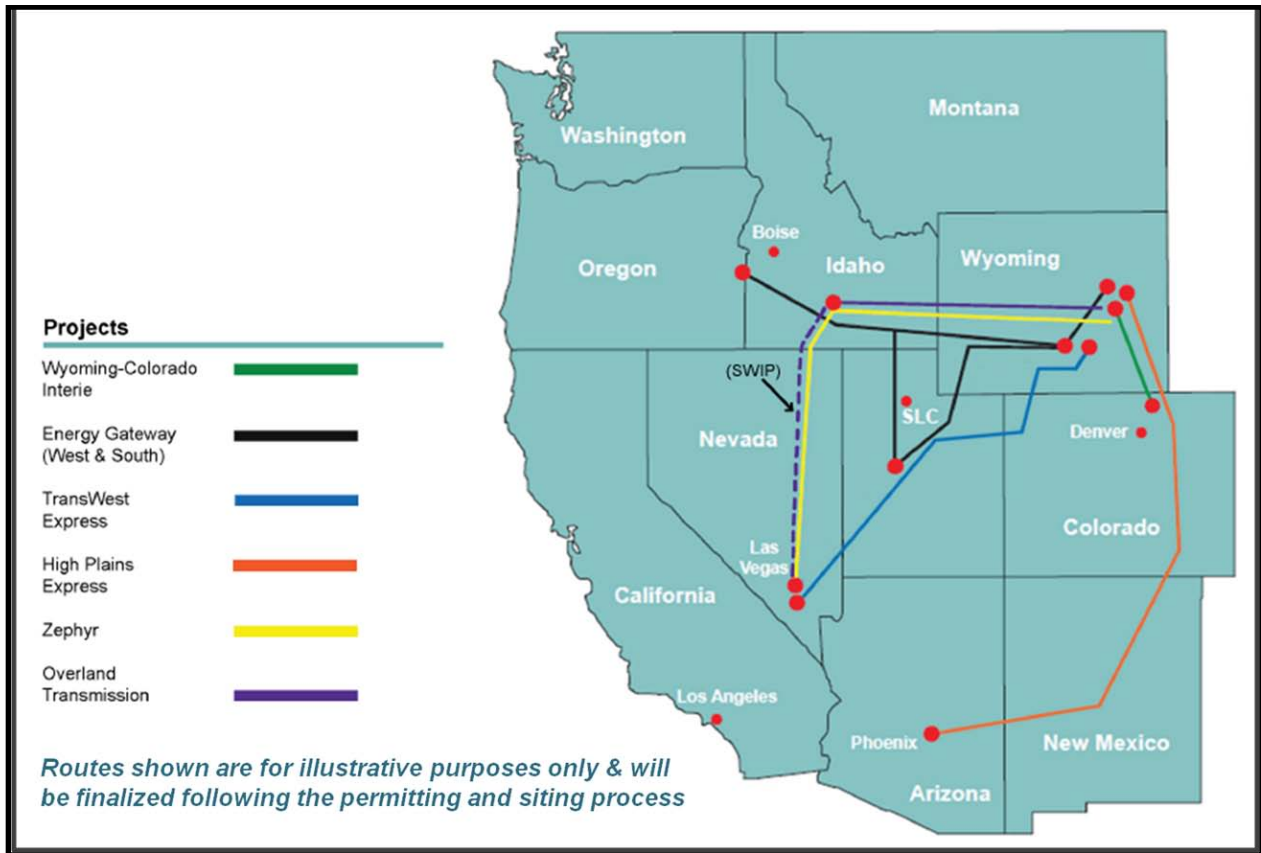 Washington
Montana
Boise
Oregon
Idaho
Wyoming
Projects
Wyoming-Colorado
Interie
(SWIP)
SLC
Energy Gateway
(West & South)
Nevada
Denver
TransWest
Express
Colorado
High Plains
Express
Las
Vegas
California
Zephyr
Overland
Transmission
Los Angeles
Phoenix
New Mexico
Routes shown are for illustrative purposes only & will
be finalized following the permitting and siting process
Arizona